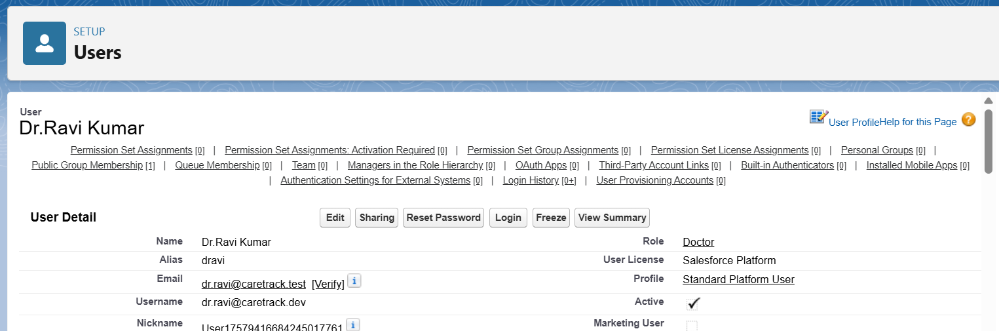 SETUP
Users
User
Dr.Ravi Kumar
User Profile Help for this Page ?
Permission Set Assignments [0] | Permission Set Assignments: Activation Required [0] | Permission Set Group Assignments [0] | Permission Set License Assignments [0] | Personal Groups [0] |
Public Group Membership [1] | Queue Membership [0] | Team [0] | Managers in the Role Hierarchy [0] | OAuth Apps [0] | Third-Party Account Links [0] | Built-in Authenticators [0] | Installed Mobile Apps [0]
| Authentication Settings for External Systems [0] | Login History [0+] | User Provisioning Accounts [0]
User Detail Edit Sharing Reset Password Login Freeze View Summary
Name Dr.Ravi Kumar Role Doctor
Alias dravi User License Salesforce Platform
Email dr.ravi@caretrack.test [Verify] i Profile Standard Platform User
Username dr.ravi@caretrack.dev Active
Nickname User17579416684245017761 i Marketing User